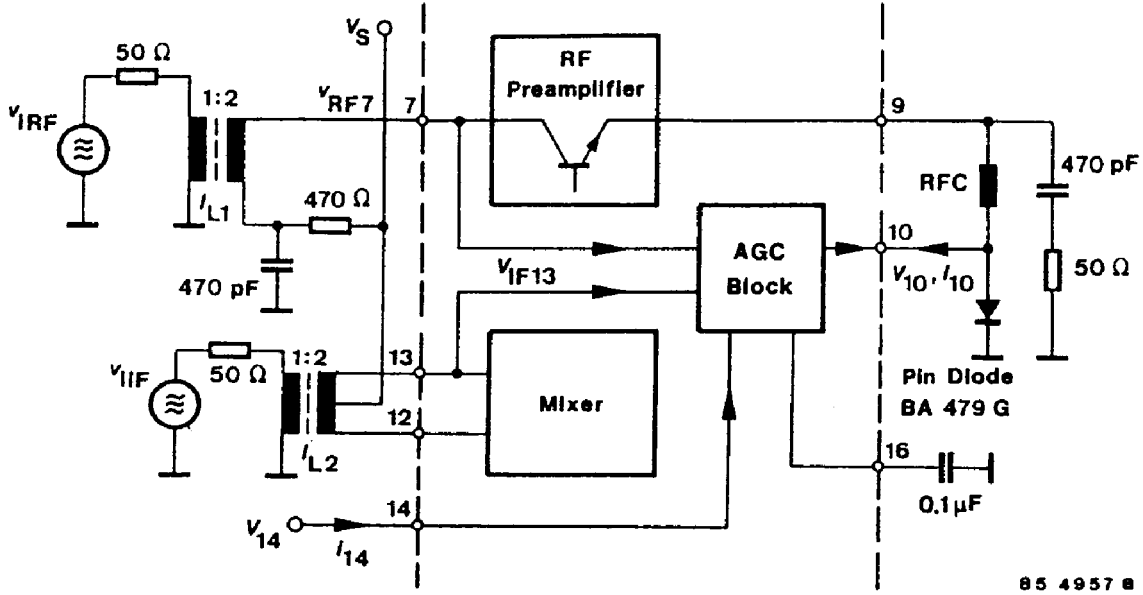 V_S
50 Ω
1:2
v_IRF
I_L1
v_RF7
7
RF
Preamplifier
9
470 Ω
470 pF
RFC
470 pF
50 Ω
AGC
Block
10
V_10, I_10
V_IF13
v_IIF
50 Ω
1:2
I_L2
13
12
Mixer
Pin Diode
BA 479 G
16
0.1 µF
V_14
I_14
14
85 4957 B